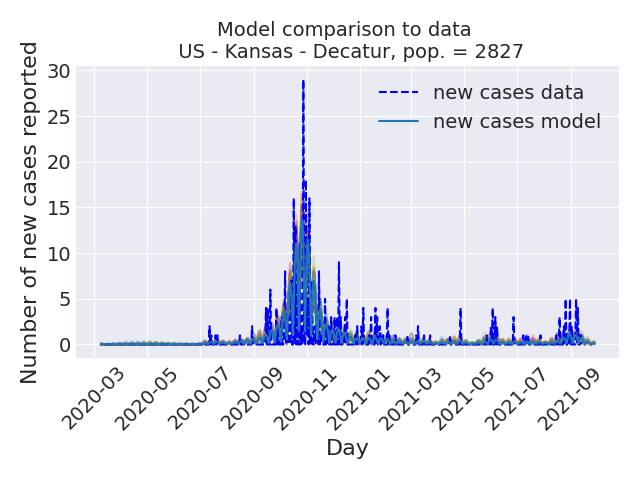 Model comparison to data
US - Kansas - Decatur, pop. = 2827
Number of new cases reported
30
25
20
15
10
5
0
new cases data
new cases model
2020-03
2020-05
2020-07
2020-09
2020-11
2021-01
2021-03
2021-05
2021-07
2021-09
Day